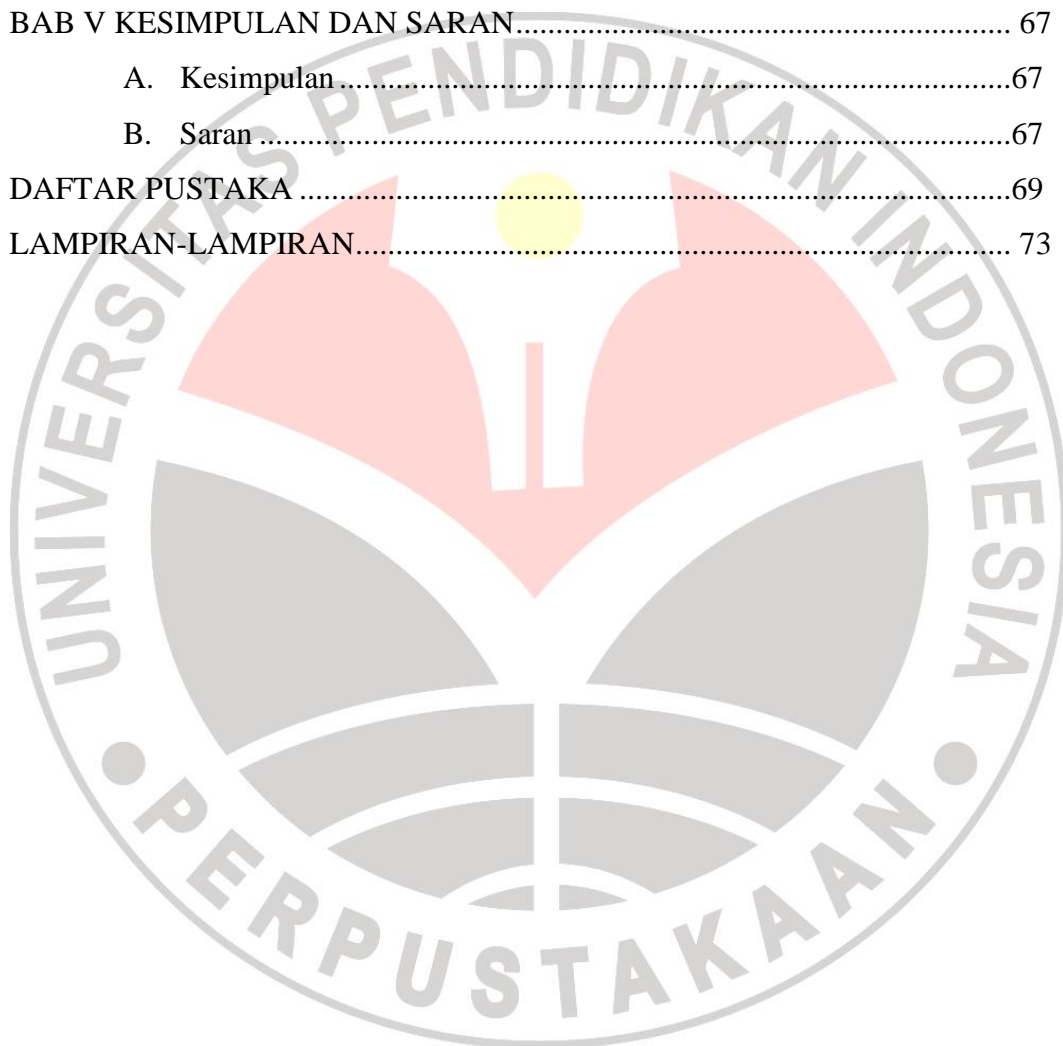 BAB V KESIMPULAN DAN SARAN............................................................... 67
A. Kesimpulan.........................................................................................67
B. Saran...................................................................................................67
DAFTAR PUSTAKA..........................................................................................69
LAMPIRAN-LAMPIRAN................................................................................... 73
UNIVERSITAS PENDIDIKAN INDONESIA
PERPUSTAKAAN